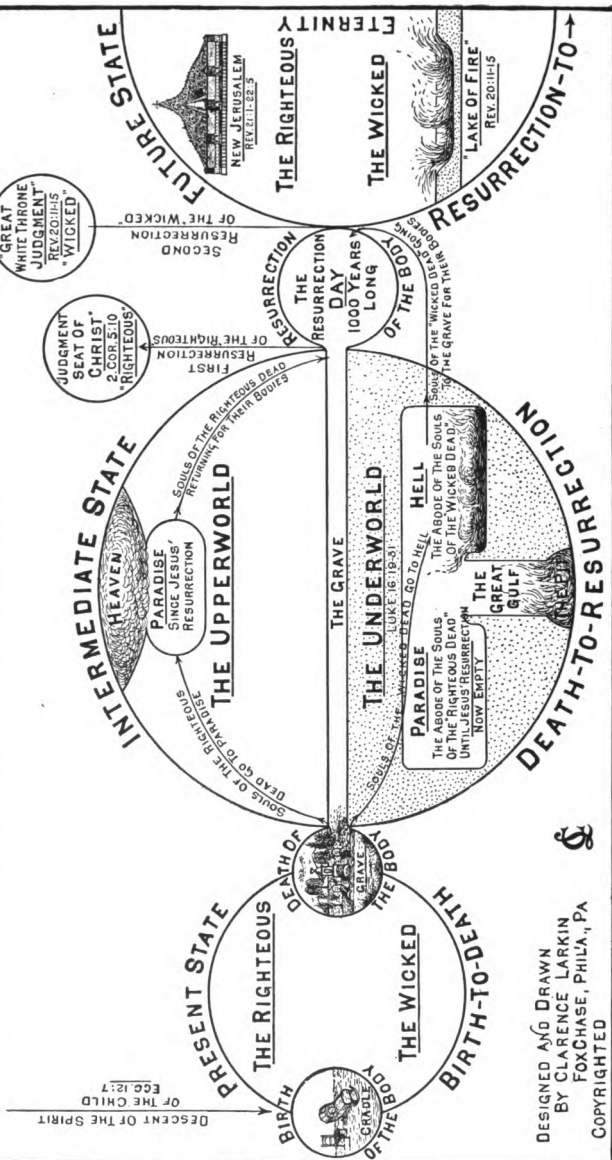 DESCENT OF THE SPIRIT
OF THE CHILD
ECC. 12:7
PRESENT STATE
BIRTH
OF THE BODY
CRADLE
THE RIGHTEOUS
THE WICKED
BIRTH-TO-DEATH
DEATH OF
THE BODY
GRAVE
DESIGNED AND DRAWN
BY CLARENCE LARKIN
FOX CHASE, PHIL'A., PA
COPYRIGHTED
INTERMEDIATE STATE
HEAVEN
PARADISE
SINCE JESUS'
RESURRECTION
SOULS OF THE RIGHTEOUS
DEAD GO TO PARADISE
SOULS OF THE RIGHTEOUS DEAD
RETURNING FOR THEIR BODIES
THE UPPERWORLD
THE GRAVE
THE UNDERWORLD
LUKE 16:19-31
SOULS OF THE WICKED DEAD GO TO HELL
PARADISE
THE ABODE OF THE SOULS
OF THE RIGHTEOUS DEAD"
UNTIL JESUS' RESURRECTION
NOW EMPTY
THE
GREAT
GULF
THE PIT
HELL
THE ABODE OF THE SOULS
OF THE WICKED DEAD"
DEATH-TO-RESURRECTION
JUDGMENT
SEAT OF
CHRIST"
2.COR.5:10
"RIGHTEOUS"
FIRST
RESURRECTION
OF THE "RIGHTEOUS
RESURRECTION
OF THE BODY
THE
RESURRECTION
DAY
1000 YEARS
LONG
SOULS OF THE "WICKED DEAD" GOING
TO THE GRAVE FOR THEIR BODIES
"GREAT
WHITE THRONE
JUDGMENT"
REV.20:11-15
"WICKED"
SECOND
RESURRECTION
OF THE "WICKED"
FUTURE STATE
NEW JERUSALEM
REV. 21:1-22:5
THE RIGHTEOUS
ETERNITY
THE WICKED
"LAKE OF FIRE"
REV. 20:11-15
RESURRECTION-TO-